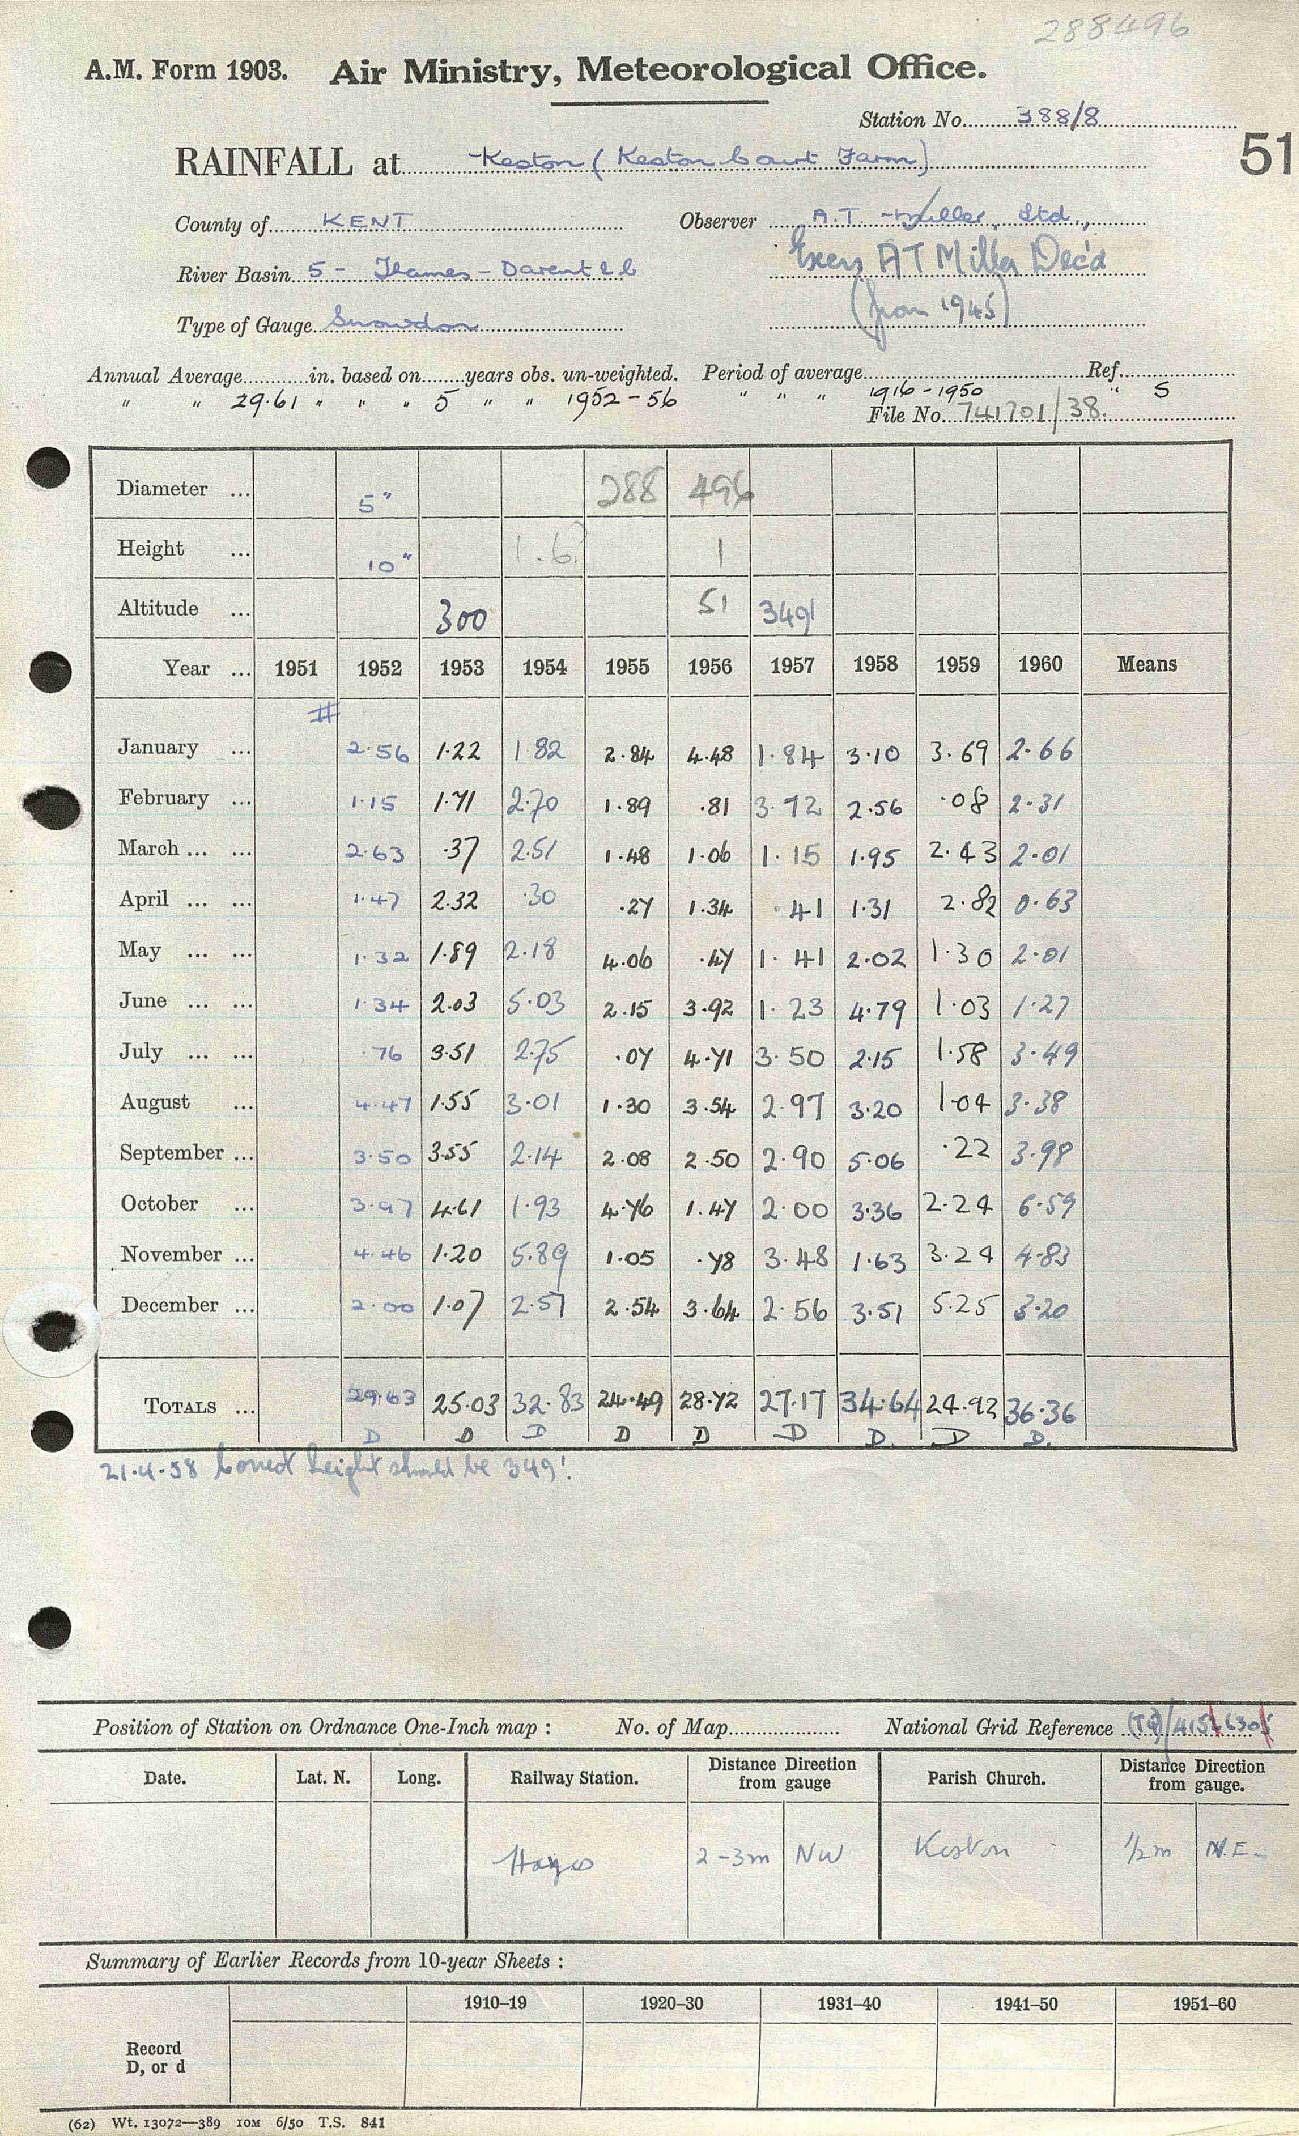 288496
A.M. Form 1903. Air Ministry, Meteorological Office.
Station No. 388/8
51
RAINFALL at Keston (Keston Court Farm)
County of KENT Observer A.T. Miller, Ltd.,
River Basin 5 - Thames - Darent &c Execs AT Miller Dec'd
Type of Gauge Snowdon (from 1945)
Annual Average in. based on years obs. un-weighted. Period of average Ref.
" " 29.61 " " " 5 " " 1952-56 " " " 1916-1950 " S
File No. 741701/38.
Diameter ... 5" 288 496
Height ... 10" 1.6 1
Altitude ... 300 51 349'
Year ... 1951 1952 1953 1954 1955 1956 1957 1958 1959 1960 Means
#
January ... 2.56 1.22 1.82 2.84 4.48 1.84 3.10 3.69 2.66
February ... 1.15 1.71 2.70 1.89 .81 3.72 2.56 .08 2.31
March ... ... 2.63 .37 2.51 1.48 1.06 1.15 1.95 2.43 2.01
April ... ... 1.47 2.32 .30 .27 1.34 .41 1.31 2.82 0.63
May ... ... 1.32 1.89 2.18 4.06 .47 1.41 2.02 1.30 2.01
June ... ... 1.34 2.03 5.03 2.15 3.92 1.23 4.79 1.03 1.27
July ... ... 76 3.51 2.75 .07 4.71 3.50 2.15 1.58 3.49
August ... 4.47 1.55 3.01 1.30 3.54 2.97 3.20 1.04 3.38
September ... 3.50 3.55 2.14 2.08 2.50 2.90 5.06 .22 3.98
October ... 3.97 4.61 1.93 4.76 1.47 2.00 3.36 2.24 6.59
November ... 4.46 1.20 5.89 1.05 .78 3.48 1.63 3.24 4.83
December ... 2.00 1.07 2.57 2.54 3.64 2.56 3.51 5.25 3.20
TOTALS ... 29.63 25.03 32.83 24.49 28.72 27.17 34.64 24.92 36.36
D D D D D D D. D D.
21.4.58 Correct height should be 349'.
Position of Station on Ordnance One-Inch map : No. of Map National Grid Reference (TQ)/415 630
Date. Lat. N. Long. Railway Station. Distance Direction from gauge Parish Church. Distance Direction from gauge.
Hayes 2-3m NW Keston 1/2m N.E.
Summary of Earlier Records from 10-year Sheets :
1910–19 1920–30 1931–40 1941–50 1951–60
Record
D, or d
(62) Wt. 13072—389 10M 6/50 T.S. 841